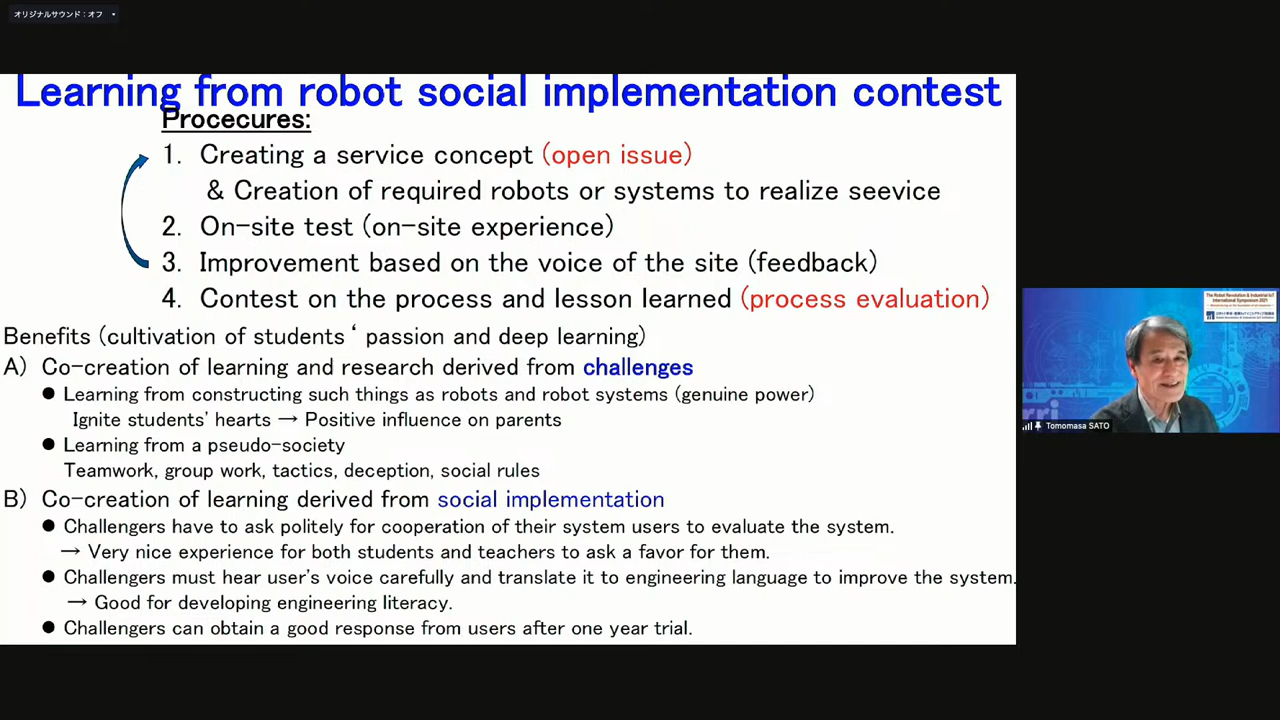 オリジナルサウンド：オフ
Learning from robot social implementation contest
Procecures:
1. Creating a service concept (open issue)
& Creation of required robots or systems to realize seevice
2. On-site test (on-site experience)
3. Improvement based on the voice of the site (feedback)
4. Contest on the process and lesson learned (process evaluation)
Benefits (cultivation of students‘ passion and deep learning)
A) Co-creation of learning and research derived from challenges
● Learning from constructing such things as robots and robot systems (genuine power)
Ignite students' hearts → Positive influence on parents
● Learning from a pseudo-society
Teamwork, group work, tactics, deception, social rules
B) Co-creation of learning derived from social implementation
● Challengers have to ask politely for cooperation of their system users to evaluate the system.
→ Very nice experience for both students and teachers to ask a favor for them.
● Challengers must hear user's voice carefully and translate it to engineering language to improve the system.
→ Good for developing engineering literacy.
● Challengers can obtain a good response from users after one year trial.
The Robot Revolution & Industrial IoT
International Symposium 2021
rri
Tomomasa SATO